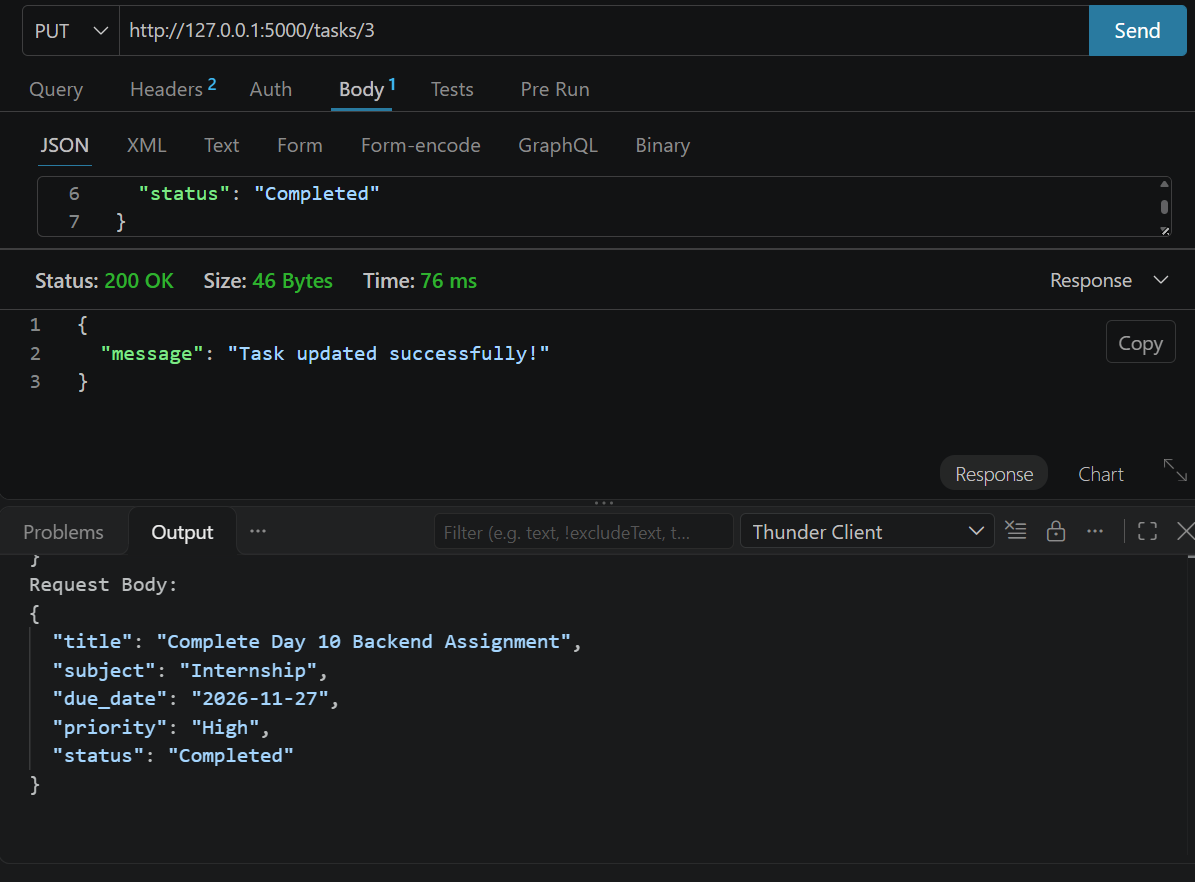 PUT http://127.0.0.1:5000/tasks/3 Send
Query Headers 2 Auth Body 1 Tests Pre Run
JSON XML Text Form Form-encode GraphQL Binary
6 "status": "Completed"
7 }
Status: 200 OK Size: 46 Bytes Time: 76 ms Response
1 {
2 "message": "Task updated successfully!"
3 }
Copy
Response Chart
Problems Output ··· Filter (e.g. text, !excludeText, t... Thunder Client
}
Request Body:
{
"title": "Complete Day 10 Backend Assignment",
"subject": "Internship",
"due_date": "2026-11-27",
"priority": "High",
"status": "Completed"
}